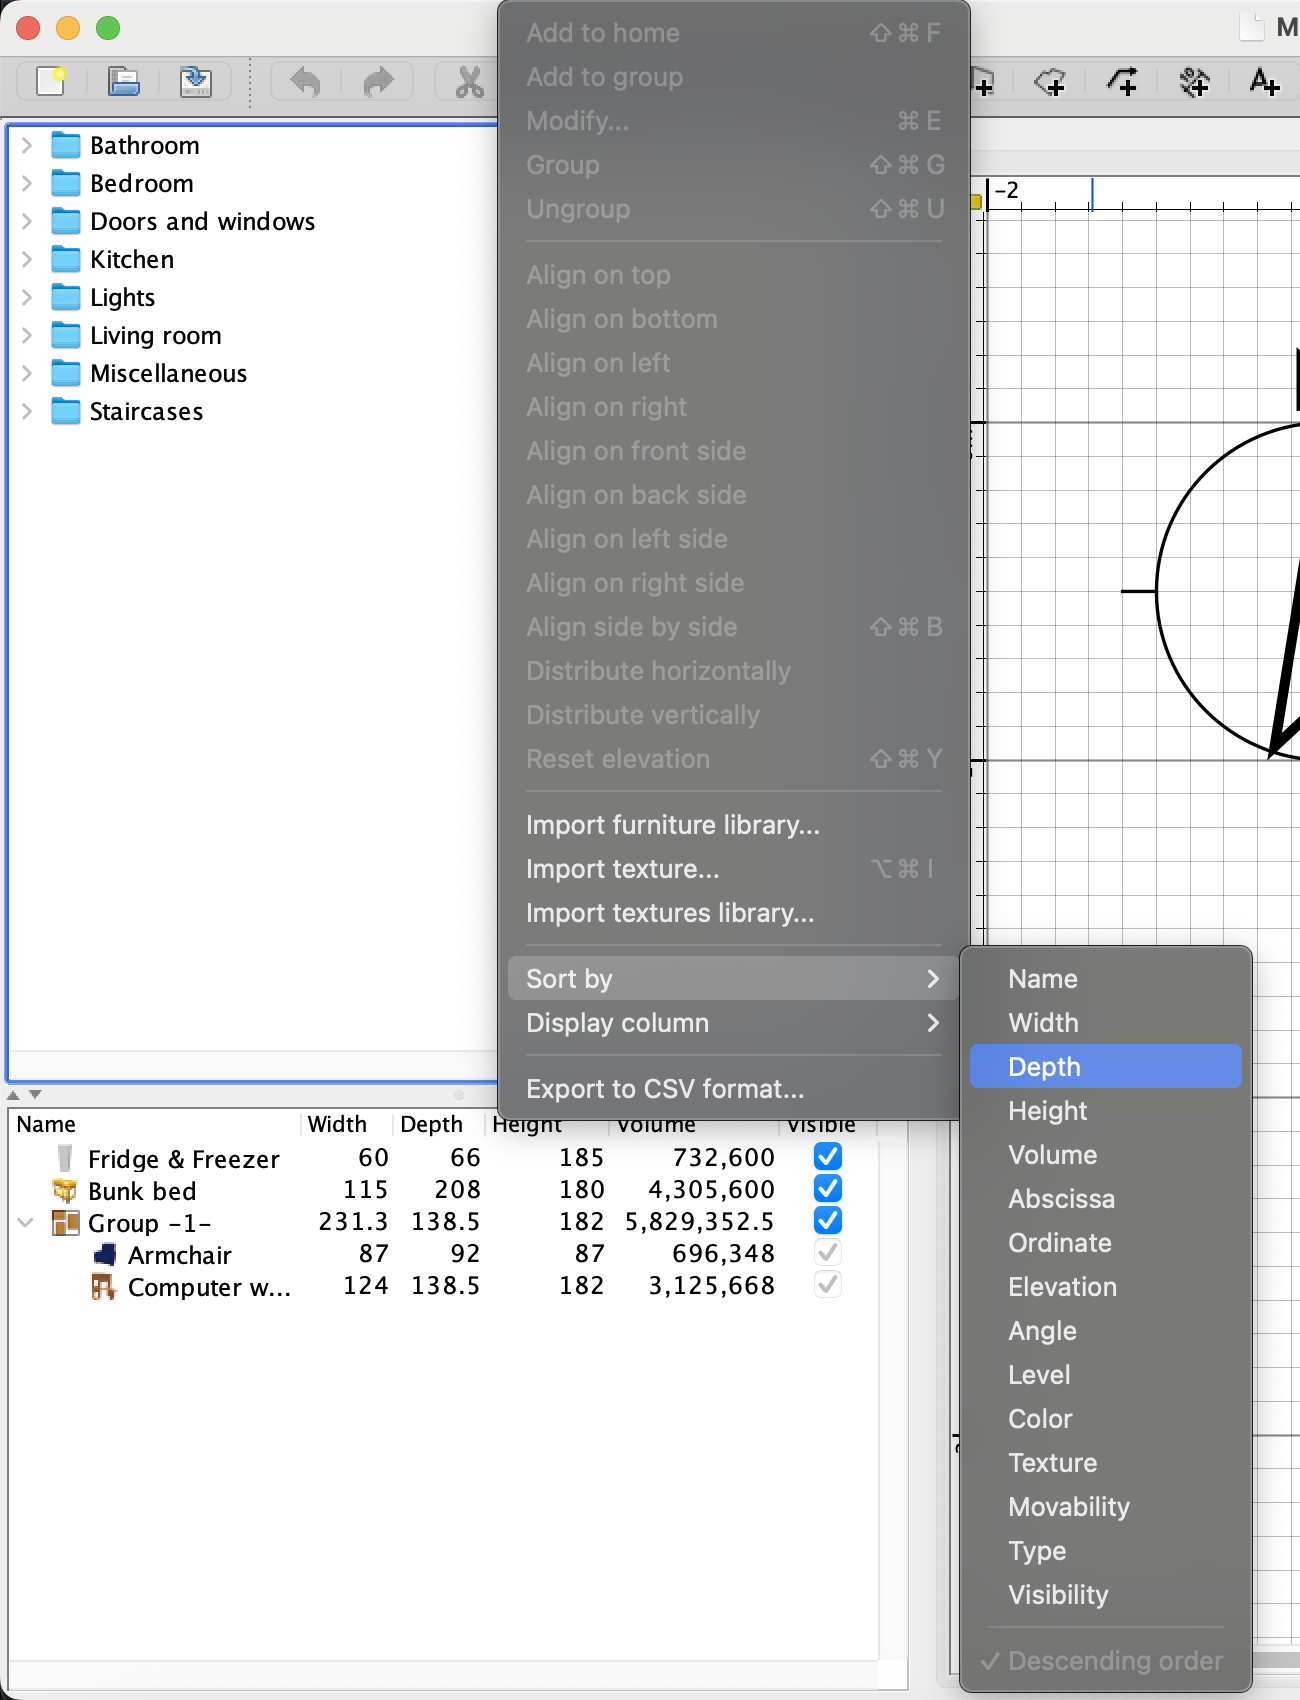 M
Add to home ⇧⌘F
Add to group
Modify... ⌘E
Group ⇧⌘G
Ungroup ⇧⌘U
Align on top
Align on bottom
Align on left
Align on right
Align on front side
Align on back side
Align on left side
Align on right side
Align side by side ⇧⌘B
Distribute horizontally
Distribute vertically
Reset elevation ⇧⌘Y
Import furniture library...
Import texture... ⌥⌘I
Import textures library...
Sort by
Display column
Export to CSV format...
Bathroom
Bedroom
Doors and windows
Kitchen
Lights
Living room
Miscellaneous
Staircases
-2
Name
Width
Depth
Height
Volume
Abscissa
Ordinate
Elevation
Angle
Level
Color
Texture
Movability
Type
Visibility
✓ Descending order
Name Width Depth Height Volume Visible
Fridge & Freezer 60 66 185 732,600
Bunk bed 115 208 180 4,305,600
Group -1- 231.3 138.5 182 5,829,352.5
Armchair 87 92 87 696,348
Computer w... 124 138.5 182 3,125,668